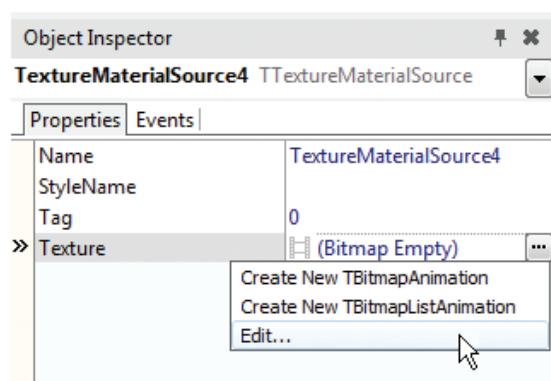 Object Inspector
TextureMaterialSource4 TTextureMaterialSource
Properties Events
Name TextureMaterialSource4
StyleName
Tag 0
Texture (Bitmap Empty) ...
Create New TBitmapAnimation
Create New TBitmapListAnimation
Edit...